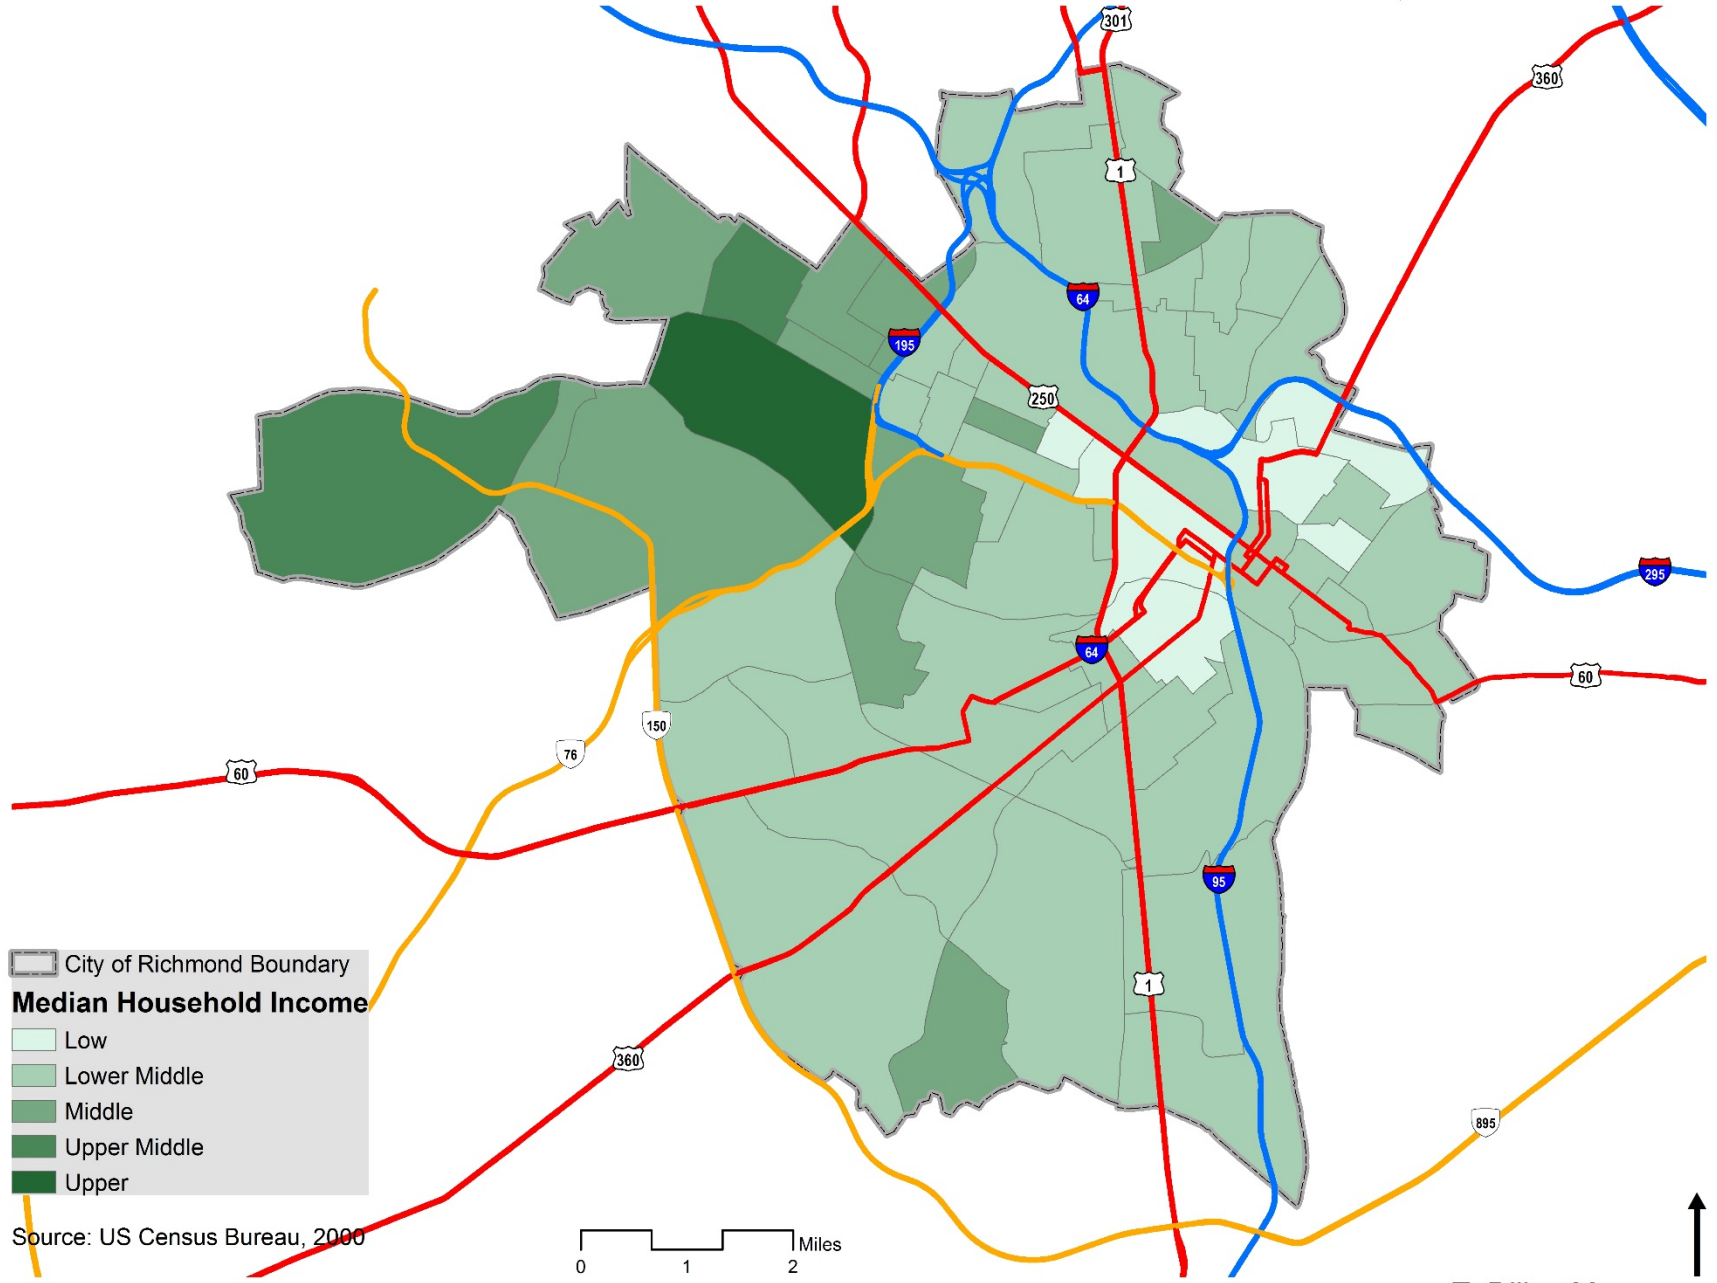 301
360
1
64
195
250
295
64
60
150
76
60
95
1
360
895
City of Richmond Boundary
Median Household Income
Low
Lower Middle
Middle
Upper Middle
Upper
Source: US Census Bureau, 2000
Miles
0 1 2